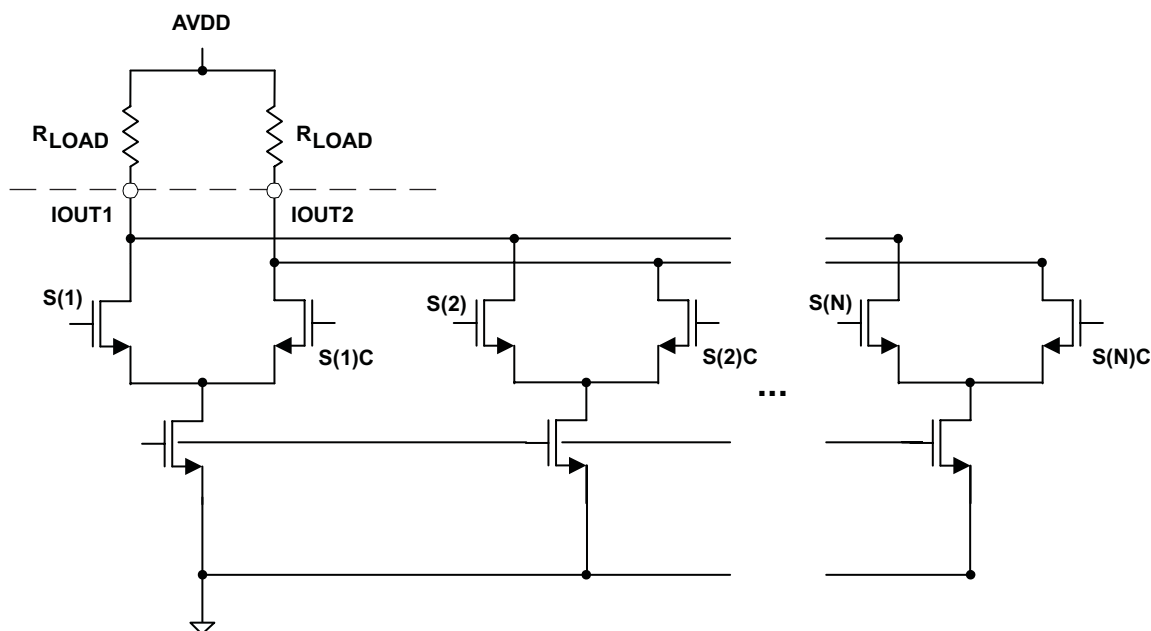 AVDD
RLOAD RLOAD
IOUT1 IOUT2
S(1) S(2) S(N)
S(1)C S(2)C S(N)C
...